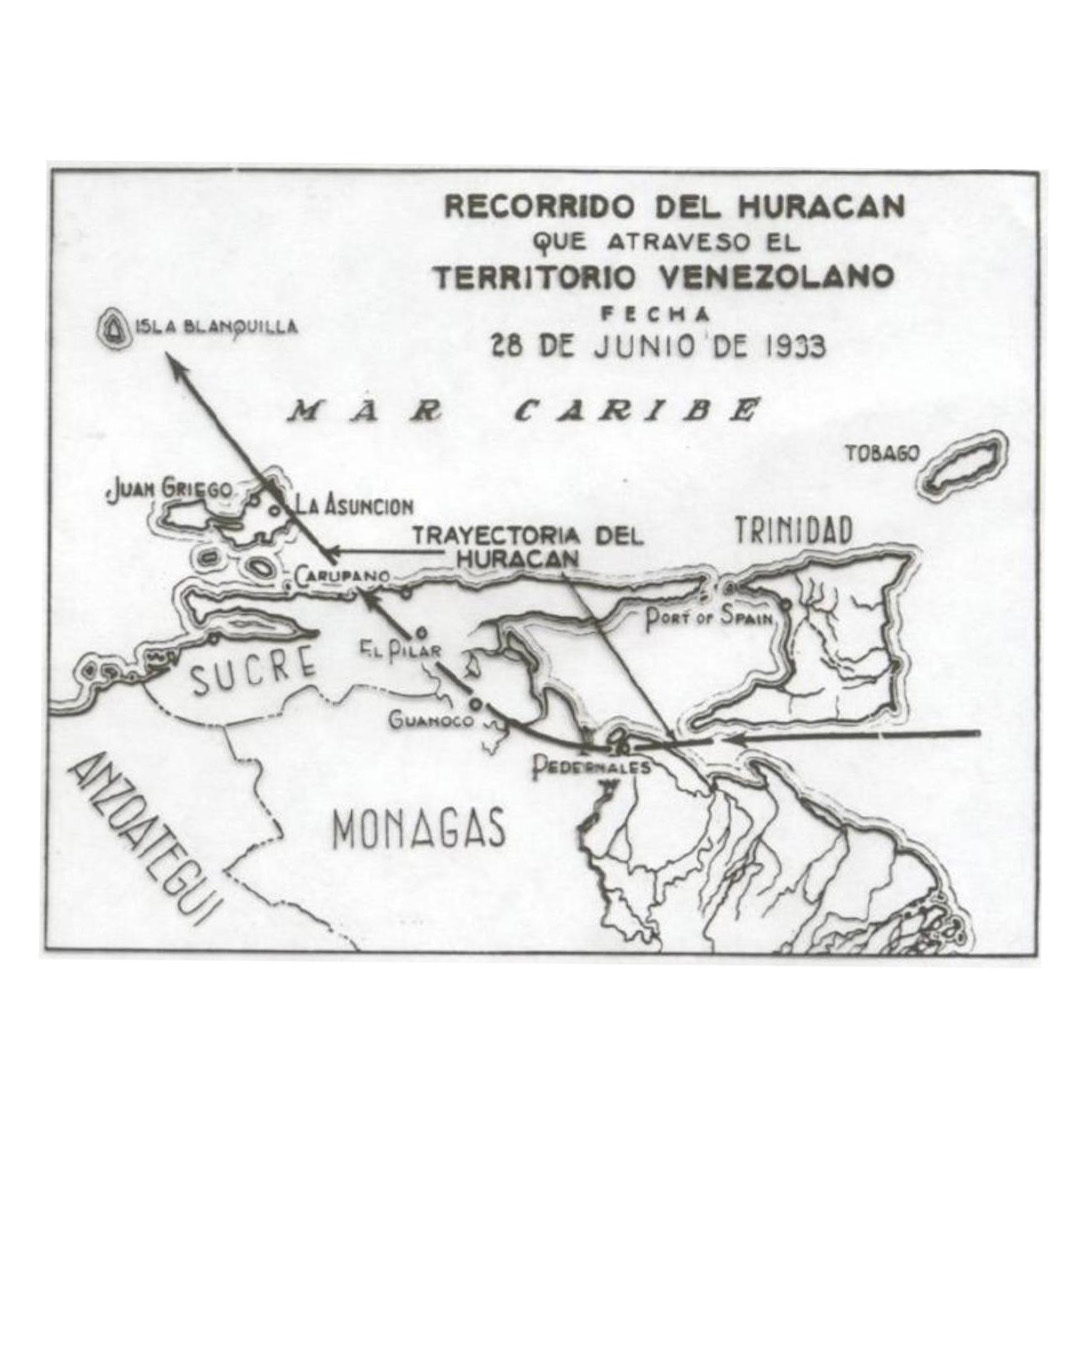 RECORRIDO DEL HURACAN
QUE ATRAVESO EL
TERRITORIO VENEZOLANO
FECHA
28 DE JUNIO DE 1933
ISLA BLANQUILLA
MAR CARIBE
TOBAGO
JUAN GRIEGO
LA ASUNCION
TRAYECTORIA DEL
HURACAN
TRINIDAD
CARUPANO
PORT OF SPAIN
EL PILAR
SUCRE
GUANOCO
PEDERNALES
ANZOATEGUI
MONAGAS